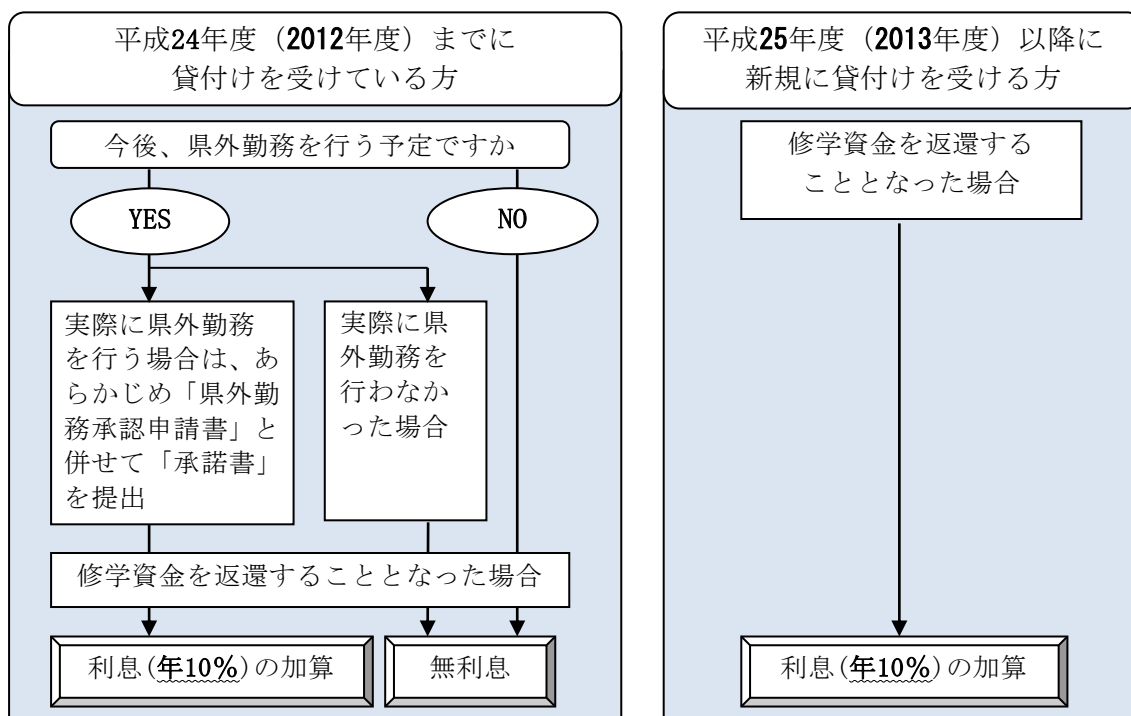 平成24年度（2012年度）までに
貸付けを受けている方
今後、県外勤務を行う予定ですか
YES
NO
実際に県外勤務
を行う場合は、あ
らかじめ「県外勤
務承認申請書」と
併せて「承諾書」
を提出
実際に県
外勤務を
行わなか
った場合
修学資金を返還することとなった場合
利息(年10％)の加算
無利息
平成25年度（2013年度）以降に
新規に貸付けを受ける方
修学資金を返還する
こととなった場合
利息(年10％)の加算